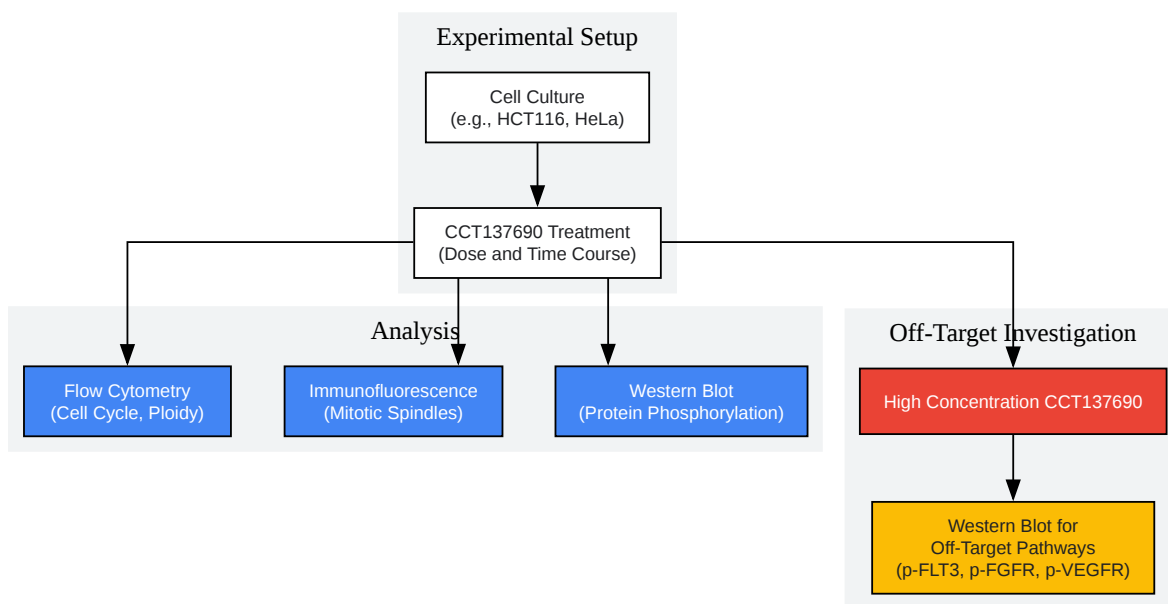 Experimental Setup
Cell Culture
(e.g., HCT116, HeLa)
CCT137690 Treatment
(Dose and Time Course)
Analysis
Flow Cytometry
(Cell Cycle, Ploidy)
Immunofluorescence
(Mitotic Spindles)
Western Blot
(Protein Phosphorylation)
Off-Target Investigation
High Concentration CCT137690
Western Blot for
Off-Target Pathways
(p-FLT3, p-FGFR, p-VEGFR)